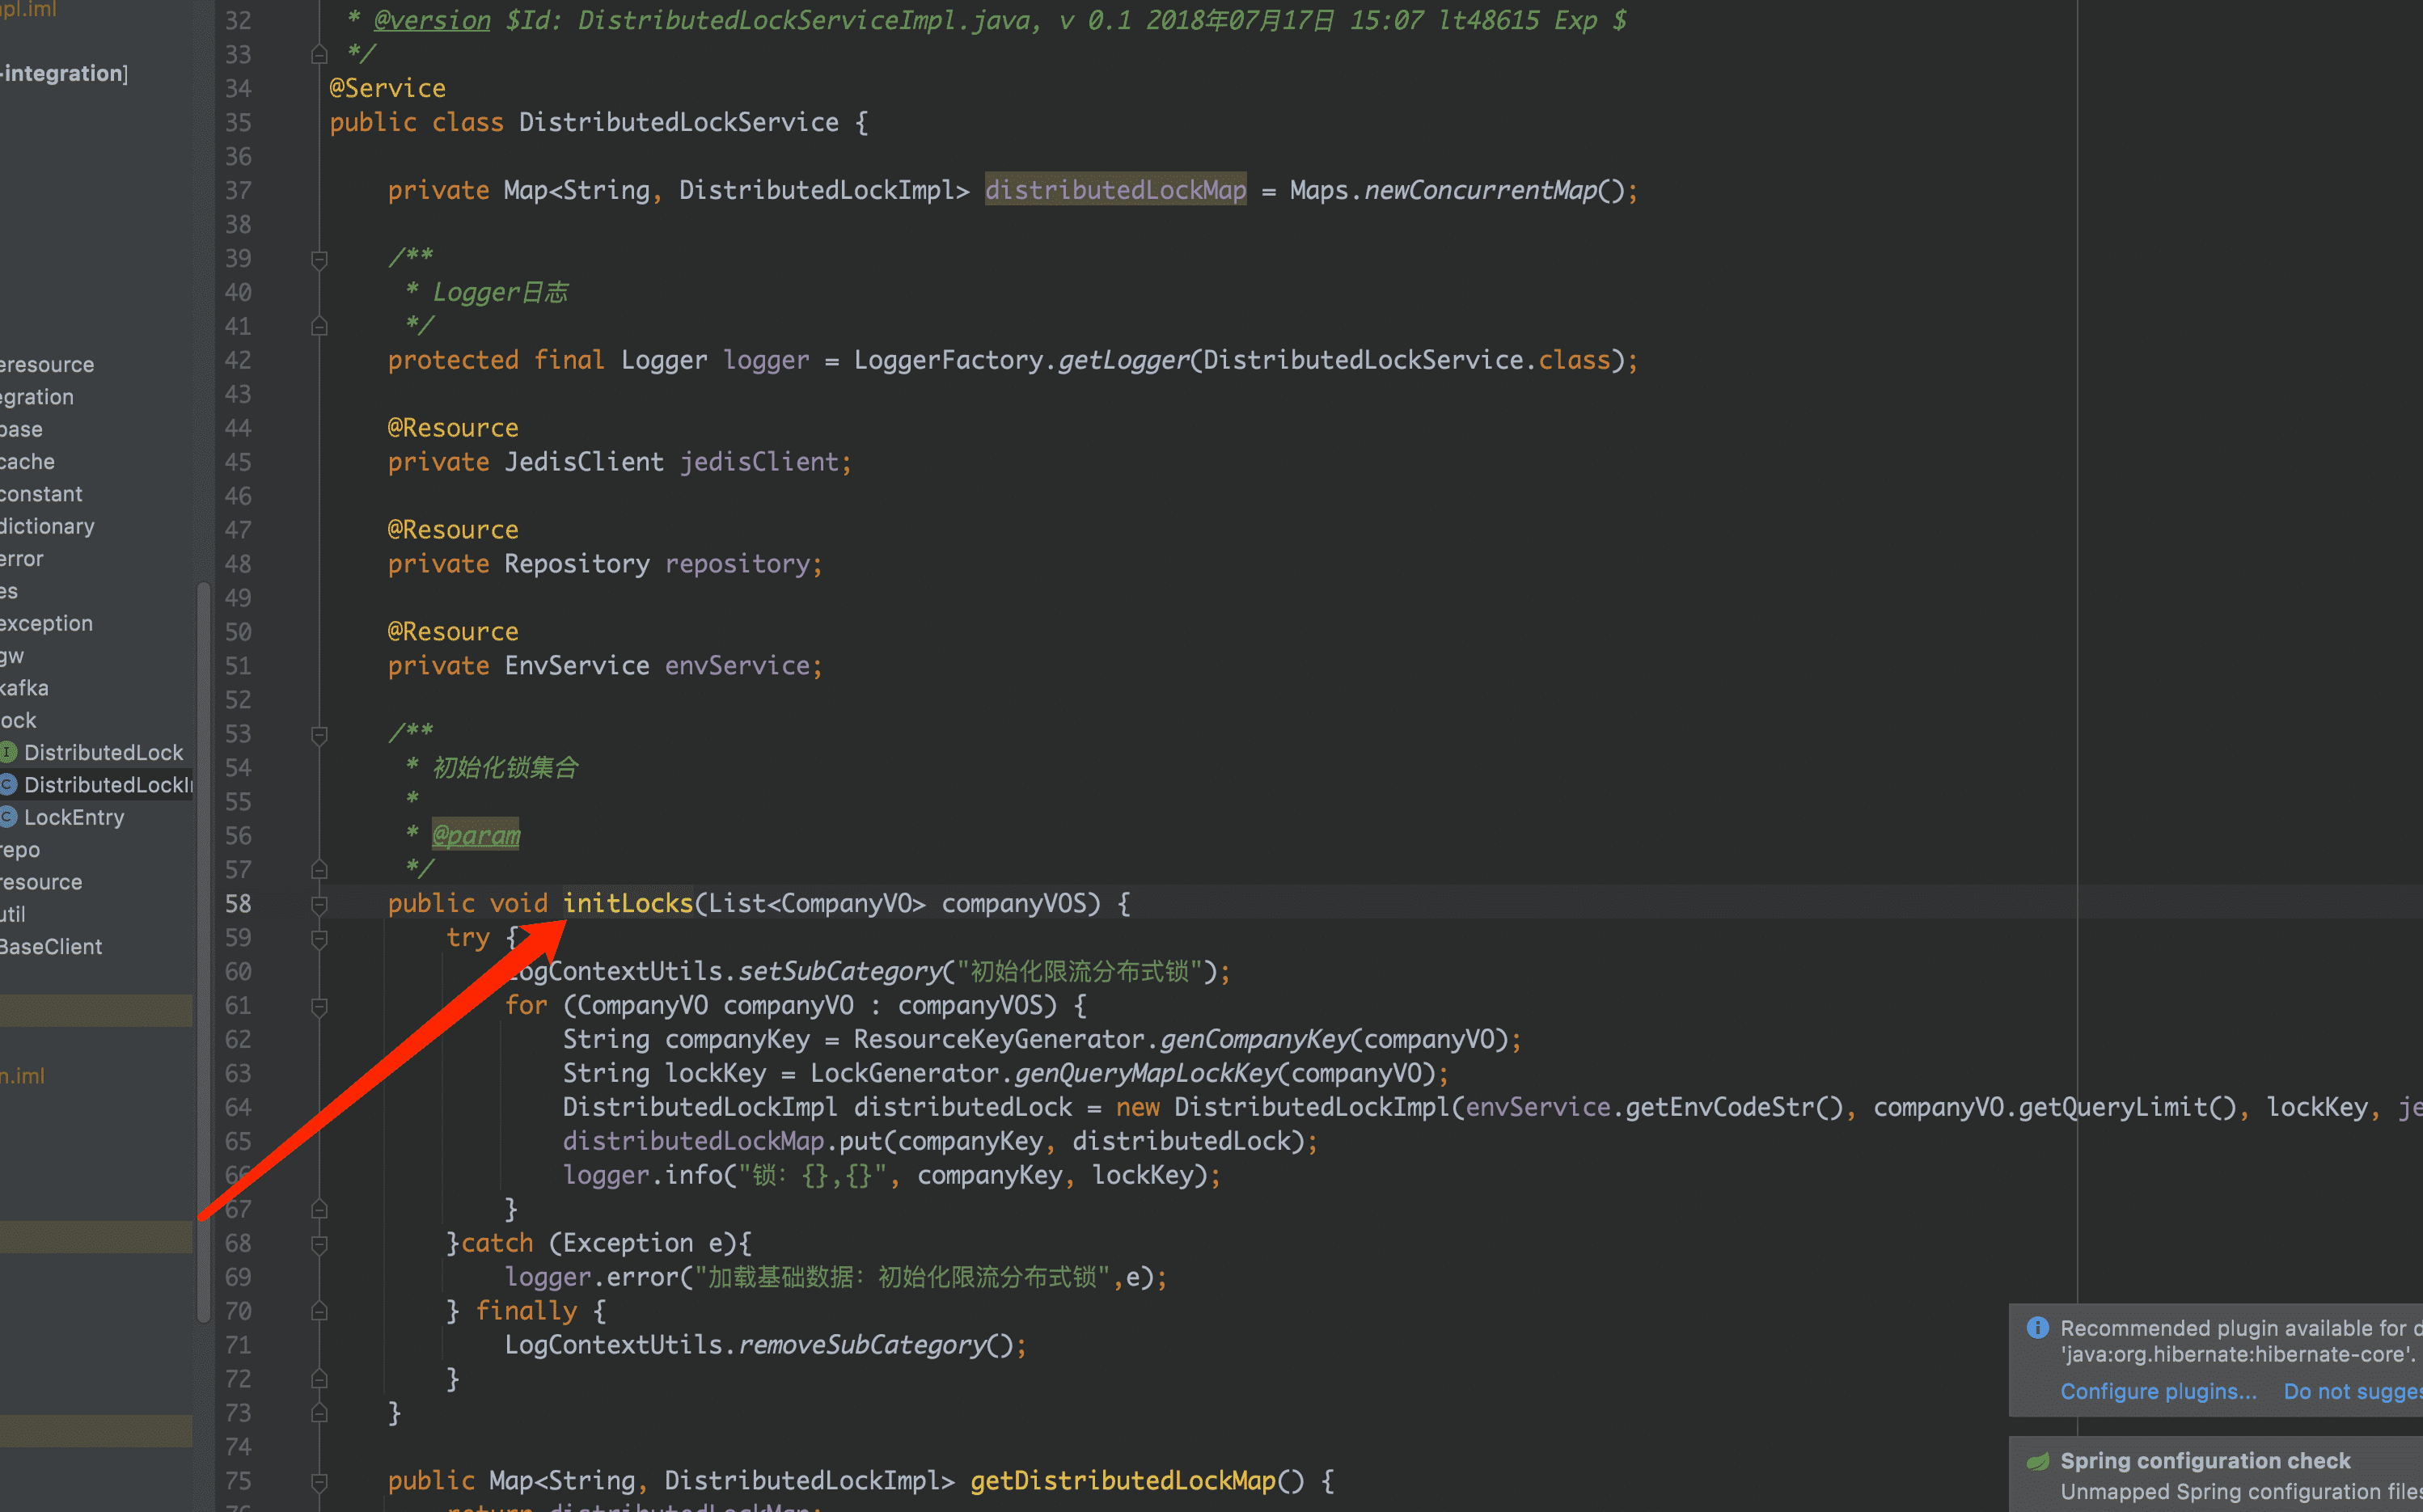 pl.iml
-integration]
eresource
egration
base
cache
constant
dictionary
error
es
exception
gw
kafka
ock
DistributedLock
DistributedLockI
LockEntry
repo
resource
util
BaseClient
n.iml
32 * @version $Id: DistributedLockServiceImpl.java, v 0.1 2018年07月17日 15:07 lt48615 Exp $
33 */
34 @Service
35 public class DistributedLockService {
36
37 private Map<String, DistributedLockImpl> distributedLockMap = Maps.newConcurrentMap();
38
39 /**
40 * Logger日志
41 */
42 protected final Logger logger = LoggerFactory.getLogger(DistributedLockService.class);
43
44 @Resource
45 private JedisClient jedisClient;
46
47 @Resource
48 private Repository repository;
49
50 @Resource
51 private EnvService envService;
52
53 /**
54 * 初始化锁集合
55 *
56 * @param
57 */
58 public void initLocks(List<CompanyVO> companyVOS) {
59 try {
60 LogContextUtils.setSubCategory("初始化限流分布式锁");
61 for (CompanyVO companyVO : companyVOS) {
62 String companyKey = ResourceKeyGenerator.genCompanyKey(companyVO);
63 String lockKey = LockGenerator.genQueryMapLockKey(companyVO);
64 DistributedLockImpl distributedLock = new DistributedLockImpl(envService.getEnvCodeStr(), companyVO.getQueryLimit(), lockKey, je
65 distributedLockMap.put(companyKey, distributedLock);
66 logger.info("锁: {},{}", companyKey, lockKey);
67 }
68 }catch (Exception e){
69 logger.error("加载基础数据: 初始化限流分布式锁",e);
70 } finally {
71 LogContextUtils.removeSubCategory();
72 }
73 }
74
75 public Map<String, DistributedLockImpl> getDistributedLockMap() {
76 return distributedLockMap;
Recommended plugin available for d
'java:org.hibernate:hibernate-core'.
Configure plugins... Do not sugges
Spring configuration check
Unmapped Spring configuration files